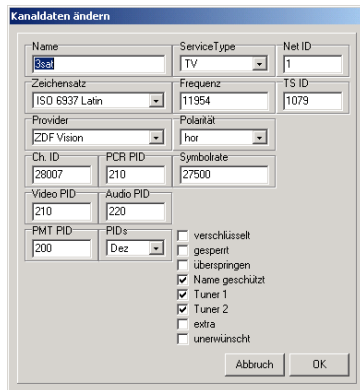 Kanaldaten ändern
Name ServiceType Net ID
3sat TV 1
Zeichensatz Frequenz TS ID
ISO 6937 Latin 11954 1079
Provider Polarität
ZDF Vision hor
Ch. ID PCR PID Symbolrate
28007 210 27500
Video PID Audio PID
210 220
PMT PID PIDs
200 Dez
verschlüsselt
gesperrt
überspringen
Name geschützt
Tuner 1
Tuner 2
extra
unerwünscht
Abbruch OK